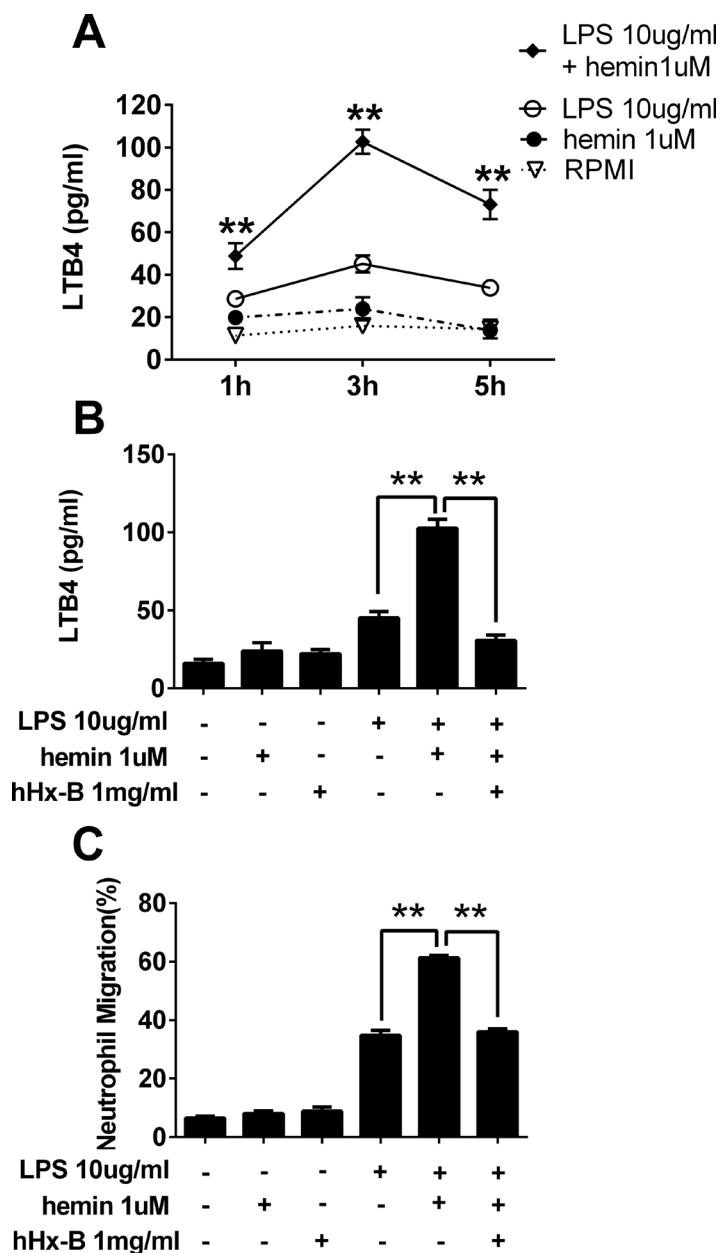 A
LPS 10ug/ml
+ hemin1uM
LPS 10ug/ml
hemin 1uM
RPMI
LTB4 (pg/ml)
120
100
80
60
40
20
0
**
**
**
1h 3h 5h
B
LTB4 (pg/ml)
150
100
50
0
** **
LPS 10ug/ml - - - + + +
hemin 1uM - + - - + +
hHx-B 1mg/ml - - + - - +
C
Neutrophil Migration(%)
80
60
40
20
0
** **
LPS 10ug/ml - - - + + +
hemin 1uM - + - - + +
hHx-B 1mg/ml - - + - - +